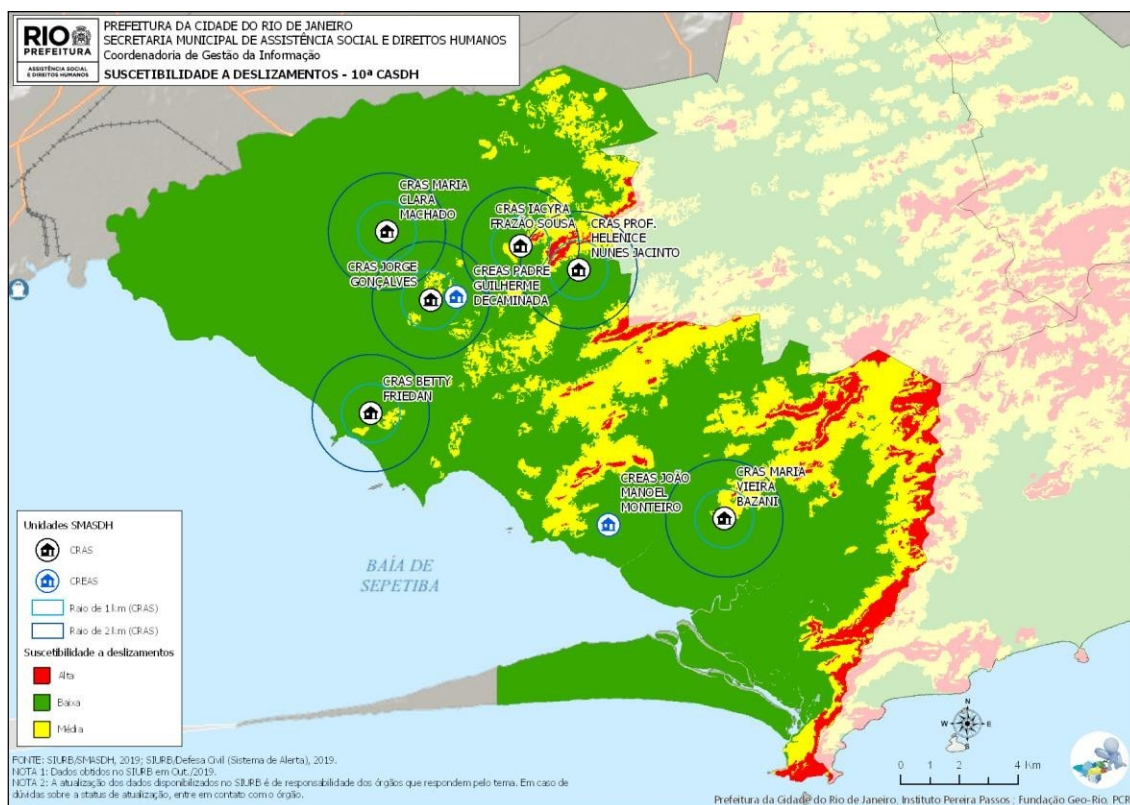 RIO
PREFEITURA
ASSISTÊNCIA SOCIAL
E DIREITOS HUMANOS
PREFEITURA DA CIDADE DO RIO DE JANEIRO
SECRETARIA MUNICIPAL DE ASSISTÊNCIA SOCIAL E DIREITOS HUMANOS
Coordenadoria de Gestão da Informação
SUSCETIBILIDADE A DESLIZAMENTOS - 10ª CASDH
CRAS MARIA
CLARA
MACHADO
CRAS IACYRA
FRAZÃO SOUSA
CRAS PROF.
HELENICE
NUNES JACINTO
CRAS JORGE
GONÇALVES
CREAS PADRE
GUILHERME
DECAMINADA
CRAS BETTY
FRIEDAN
CREAS JOÃO
MANOEL
MONTEIRO
CRAS MARIA
VIEIRA
BAZANI
BAÍA DE
SEPETIBA
Unidades SMASDH
CRAS
CREAS
Raio de 1 km (CRAS)
Raio de 2 km (CRAS)
Suscetibilidade a deslizamentos
Alta
Baixa
Média
N
W E
S
0 1 2 4 Km
FONTE: SIURB/SMASDH, 2019; SIURB/Defesa Civil (Sistema de Alerta), 2019.
NOTA 1: Dados obtidos no SIURB em Out./2019.
NOTA 2: A atualização dos dados disponibilizados no SIURB é de responsabilidade dos órgãos que respondem pelo tema. Em caso de
dúvidas sobre a status de atualização, entre em contato com o órgão.
Prefeitura da Cidade do Rio de Janeiro, Instituto Pereira Passos ; Fundação Geo-Rio, PCR